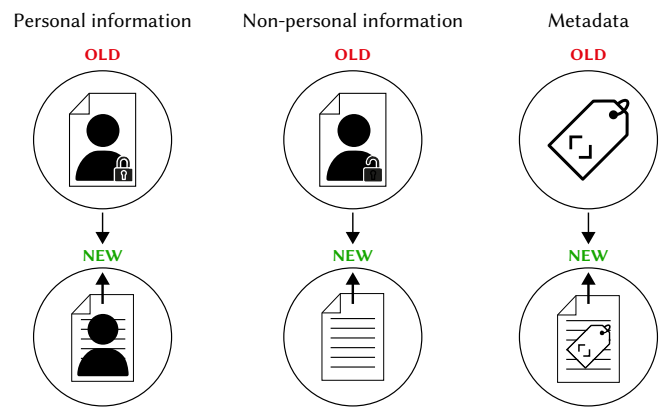 Personal information
Non-personal information
Metadata
OLD
OLD
OLD
NEW
NEW
NEW